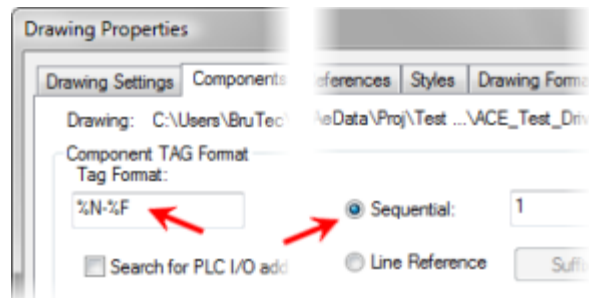 Drawing Properties
Drawing Settings Components eferences Styles Drawing Forma
Drawing: C:\Users\BruTec\ AeData\Proj\Test ...\ACE_Test_Driv
Component TAG Format
Tag Format:
%N-%F Sequential: 1
Search for PLC I/O add Line Reference Suffi